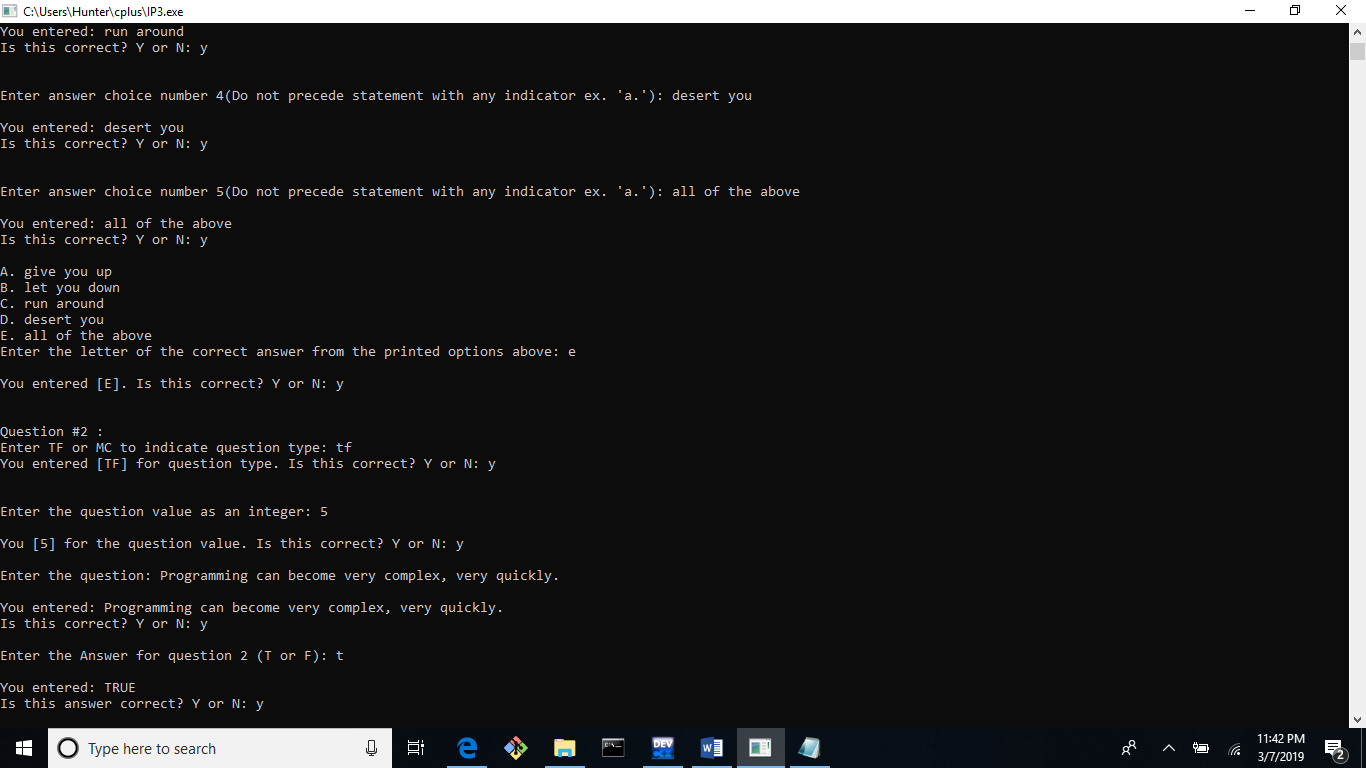 C:\Users\Hunter\cplus\IP3.exe
You entered: run around
Is this correct? Y or N: y
Enter answer choice number 4(Do not precede statement with any indicator ex. 'a.'): desert you
You entered: desert you
Is this correct? Y or N: y
Enter answer choice number 5(Do not precede statement with any indicator ex. 'a.'): all of the above
You entered: all of the above
Is this correct? Y or N: y
A. give you up
B. let you down
C. run around
D. desert you
E. all of the above
Enter the letter of the correct answer from the printed options above: e
You entered [E]. Is this correct? Y or N: y
Question #2 :
Enter TF or MC to indicate question type: tf
You entered [TF] for question type. Is this correct? Y or N: y
Enter the question value as an integer: 5
You [5] for the question value. Is this correct? Y or N: y
Enter the question: Programming can become very complex, very quickly.
You entered: Programming can become very complex, very quickly.
Is this correct? Y or N: y
Enter the Answer for question 2 (T or F): t
You entered: TRUE
Is this answer correct? Y or N: y
Type here to search
DEV
11:42 PM
3/7/2019
2